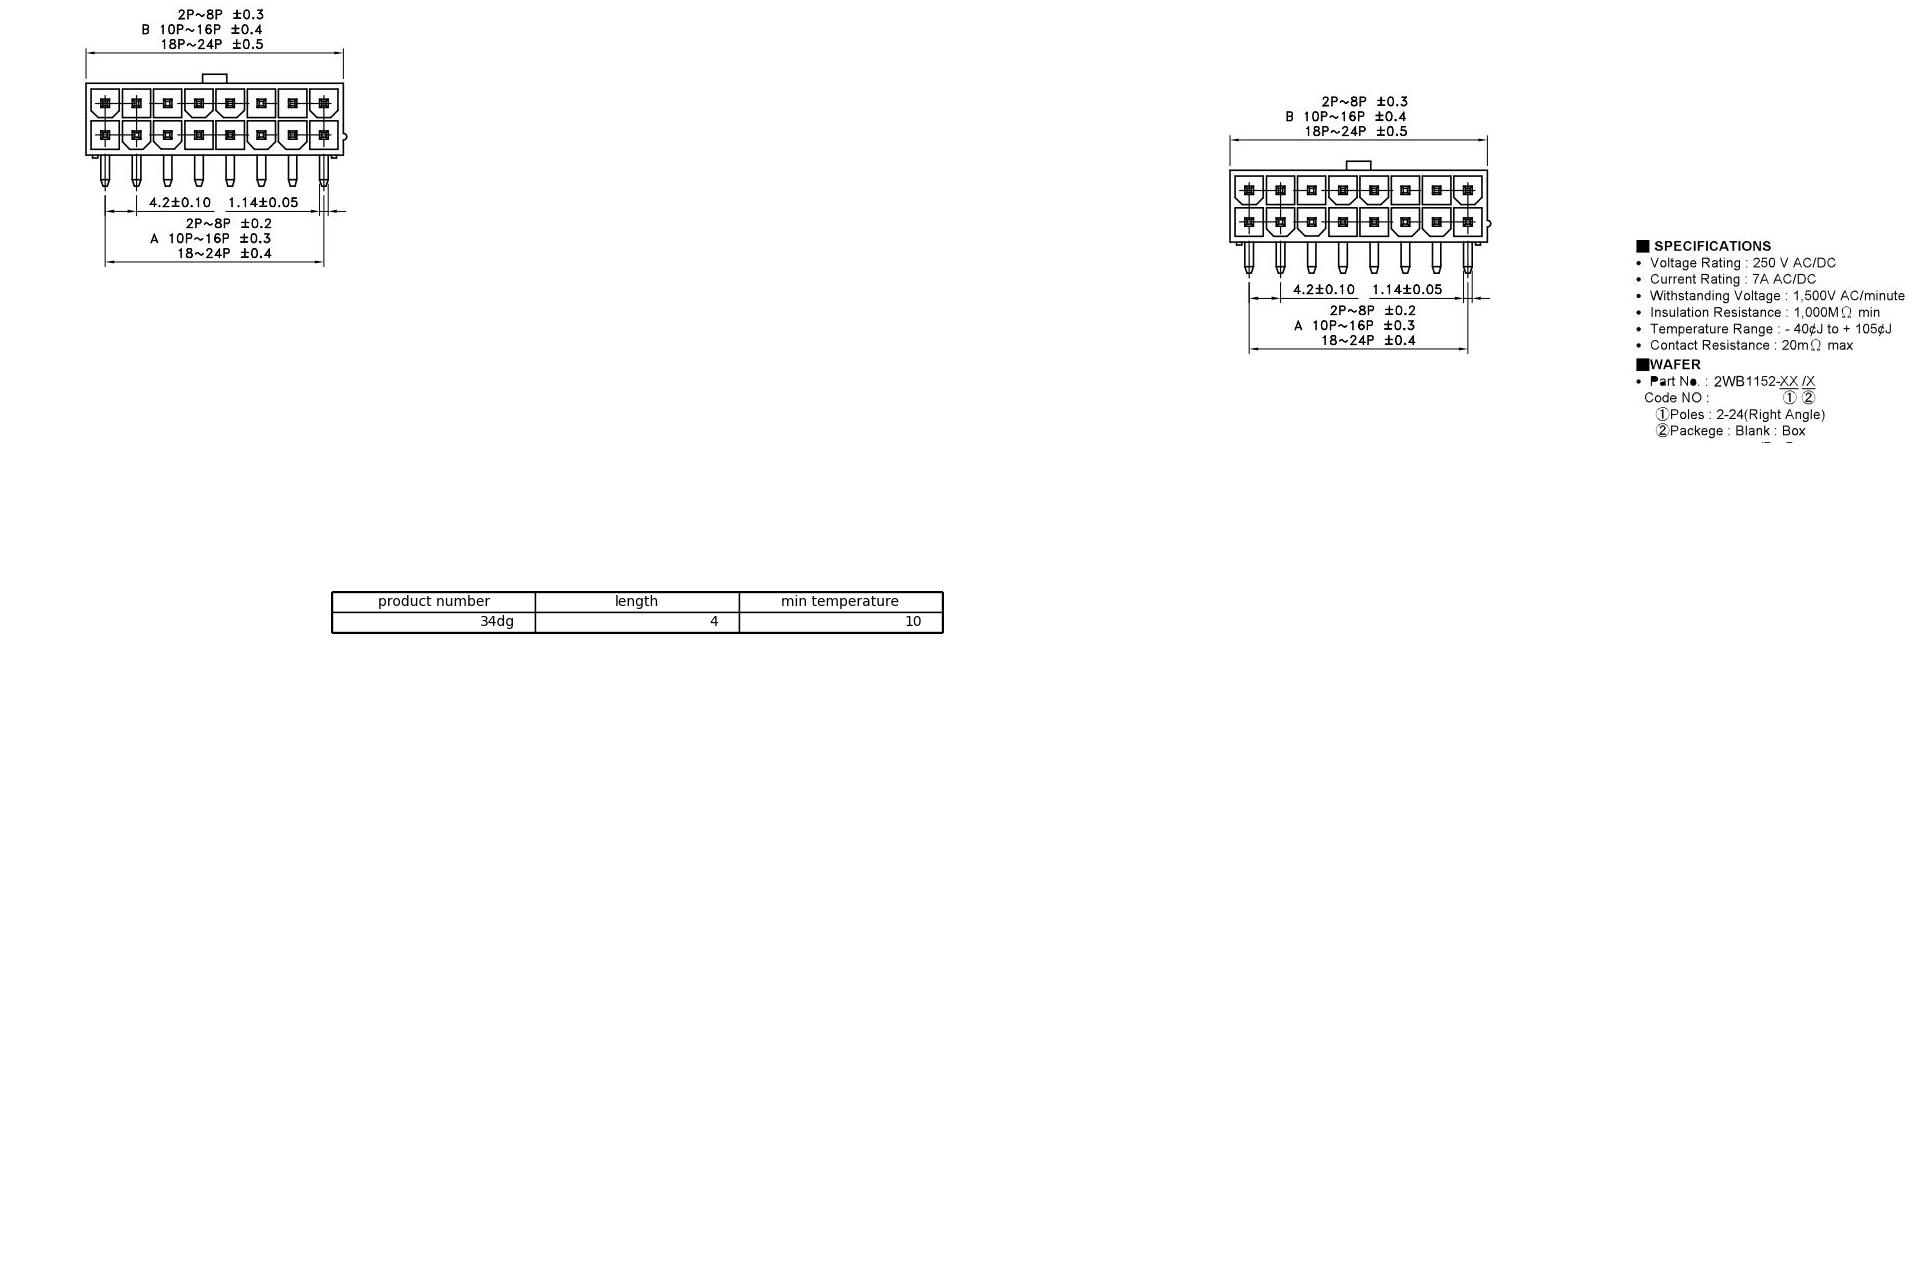 2P~8P ±0.3
B 10P~16P ±0.4
18P~24P ±0.5
4.2±0.10 1.14±0.05
2P~8P ±0.2
A 10P~16P ±0.3
18~24P ±0.4
2P~8P ±0.3
B 10P~16P ±0.4
18P~24P ±0.5
4.2±0.10 1.14±0.05
2P~8P ±0.2
A 10P~16P ±0.3
18~24P ±0.4
■ SPECIFICATIONS
• Voltage Rating : 250 V AC/DC
• Current Rating : 7A AC/DC
• Withstanding Voltage : 1,500V AC/minute
• Insulation Resistance : 1,000MΩ min
• Temperature Range : - 40¢J to + 105¢J
• Contact Resistance : 20mΩ max
■WAFER
• Part No. : 2WB1152-XX /X
Code NO : ① ②
①Poles : 2-24(Right Angle)
②Packege : Blank : Box
product number length min temperature
34dg 4 10